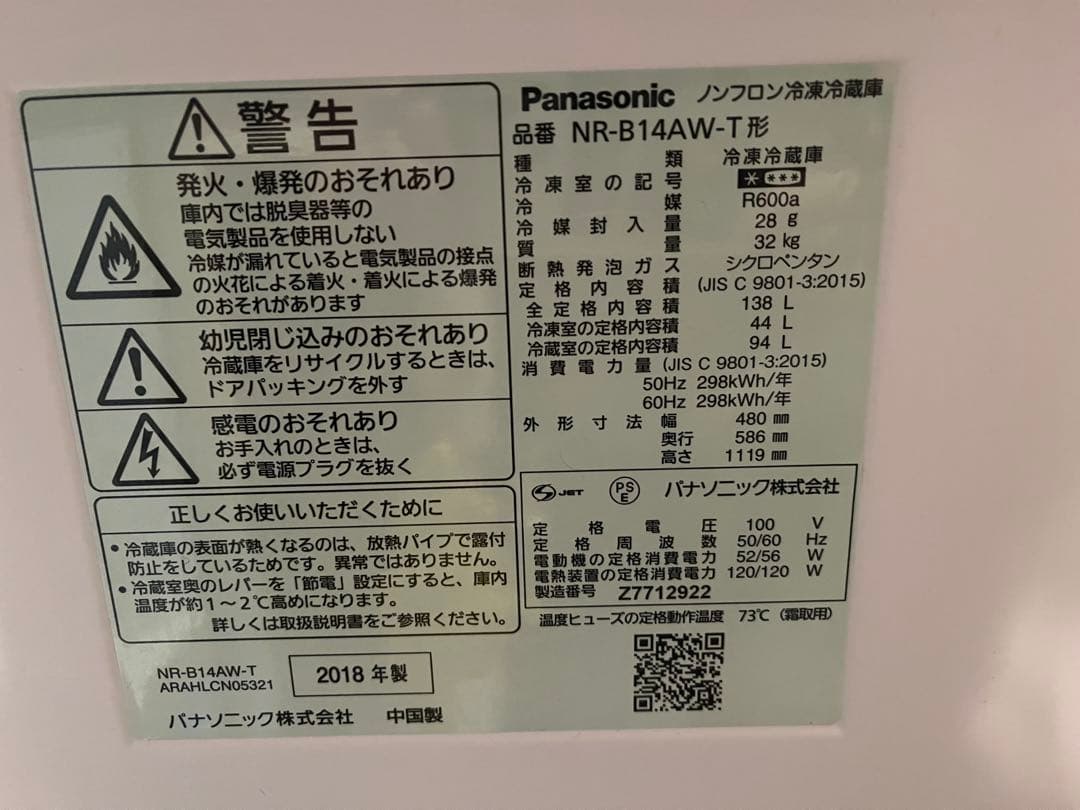 警告
発火・爆発のおそれあり
庫内では脱臭器等の
電気製品を使用しない
冷媒が漏れていると電気製品の接点
の火花による着火・着火による爆発
のおそれがあります
幼児閉じ込みのおそれあり
冷蔵庫をリサイクルするときは、
ドアパッキングを外す
感電のおそれあり
お手入れのときは、
必ず電源プラグを抜く
正しくお使いいただくために
•冷蔵庫の表面が熱くなるのは、放熱パイプで露付
防止をしているためです。異常ではありません。
•冷蔵室奥のレバーを「節電」設定にすると、庫内
温度が約1～2℃高めになります。
詳しくは取扱説明書をご参照ください。
NR-B14AW-T
ARAHLCN05321
2018年製
パナソニック株式会社 中国製
Panasonic ノンフロン冷凍冷蔵庫
品番 NR-B14AW-T形
種類 冷凍冷蔵庫
冷凍室の記号 * ***
冷媒 R600a
冷媒封入量 28 g
質量 32 kg
断熱発泡ガス シクロペンタン
定格内容積 (JIS C 9801-3:2015)
全定格内容積 138 L
冷凍室の定格内容積 44 L
冷蔵室の定格内容積 94 L
消費電力量 (JIS C 9801-3:2015)
50Hz 298kWh/年
60Hz 298kWh/年
外形寸法 幅 480 mm
奥行 586 mm
高さ 1119 mm
S JET PS E パナソニック株式会社
定格電圧 100 V
定格周波数 50/60 Hz
電動機の定格消費電力 52/56 W
電熱装置の定格消費電力 120/120 W
製造番号 Z7712922
温度ヒューズの定格動作温度 73℃（霜取用）